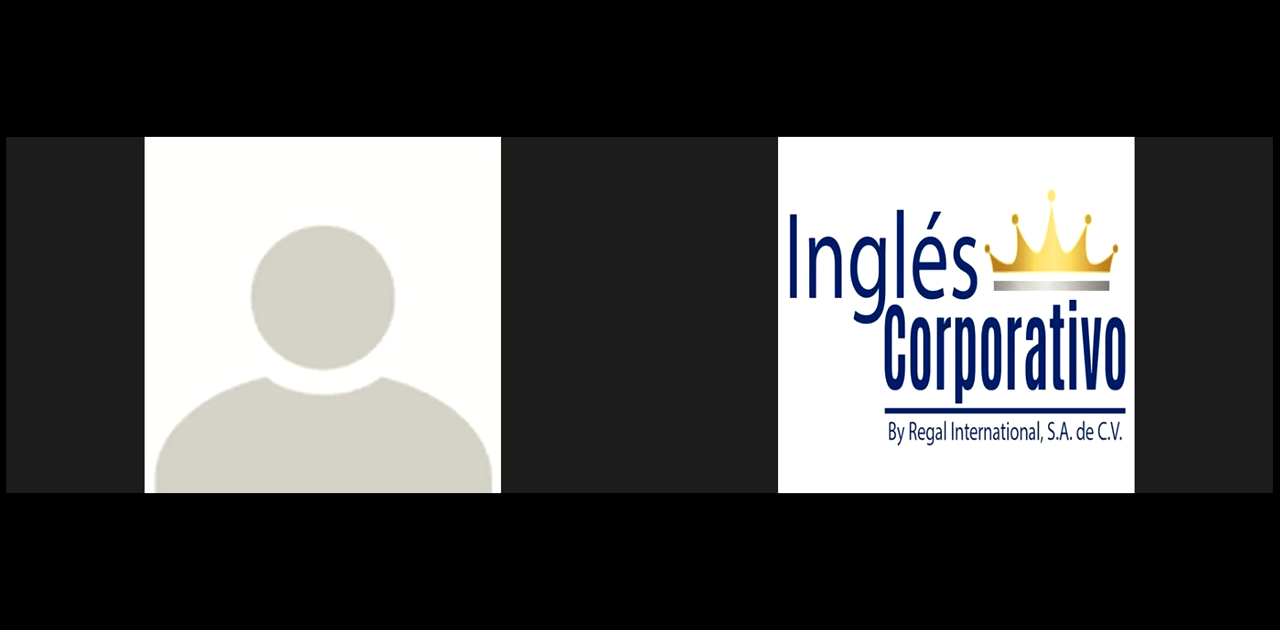 Inglés
Corporativo
By Regal International, S.A. de C.V.